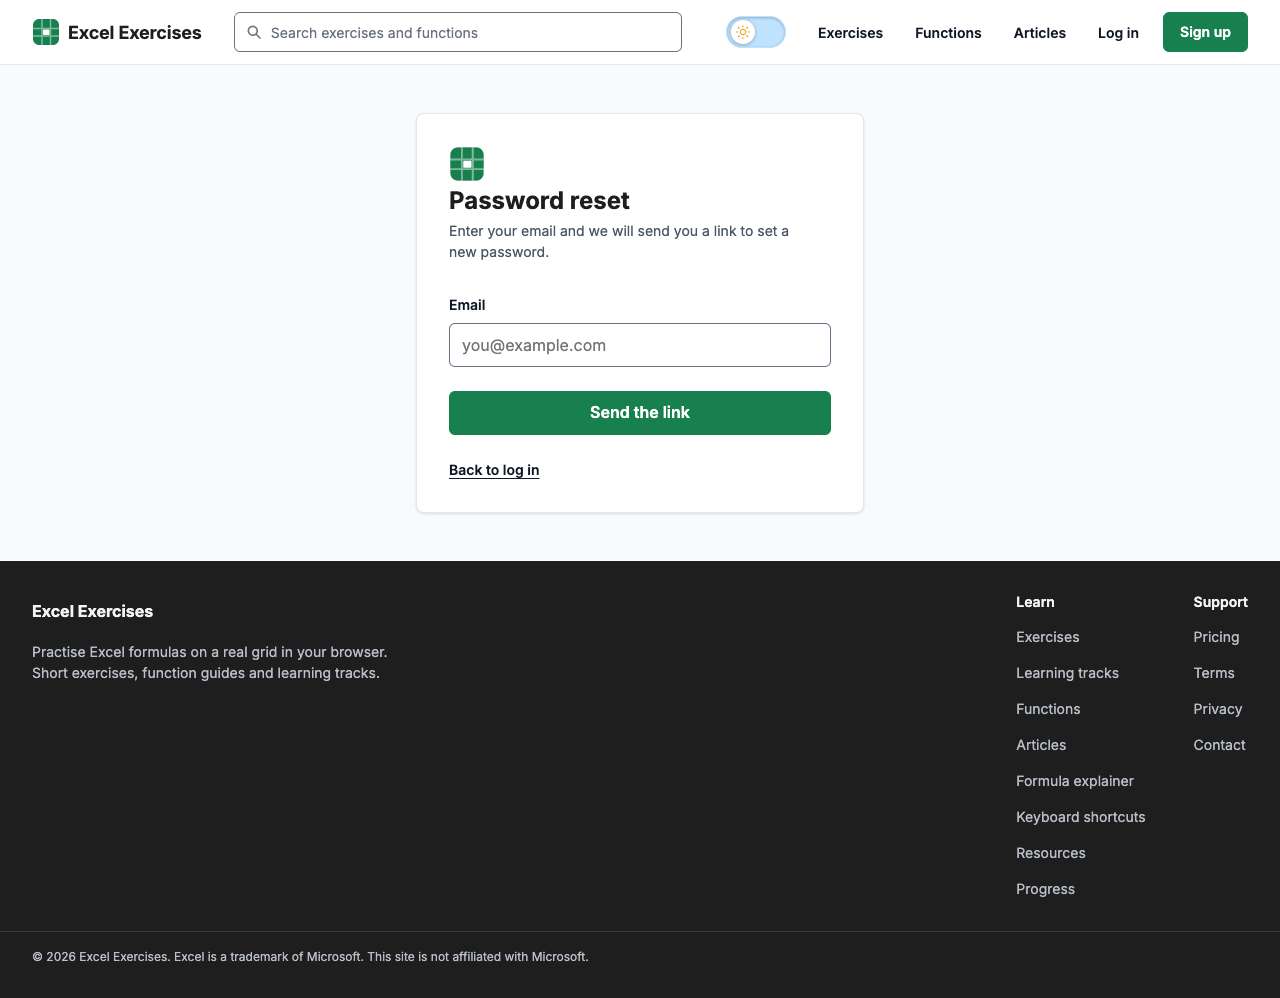 Excel Exercises
Search exercises and functions
Exercises
Functions
Articles
Log in
Sign up
Password reset
Enter your email and we will send you a link to set a
new password.
Email
you@example.com
Send the link
Back to log in
Excel Exercises
Practise Excel formulas on a real grid in your browser.
Short exercises, function guides and learning tracks.
Learn
Exercises
Learning tracks
Functions
Articles
Formula explainer
Keyboard shortcuts
Resources
Progress
Support
Pricing
Terms
Privacy
Contact
© 2026 Excel Exercises. Excel is a trademark of Microsoft. This site is not affiliated with Microsoft.